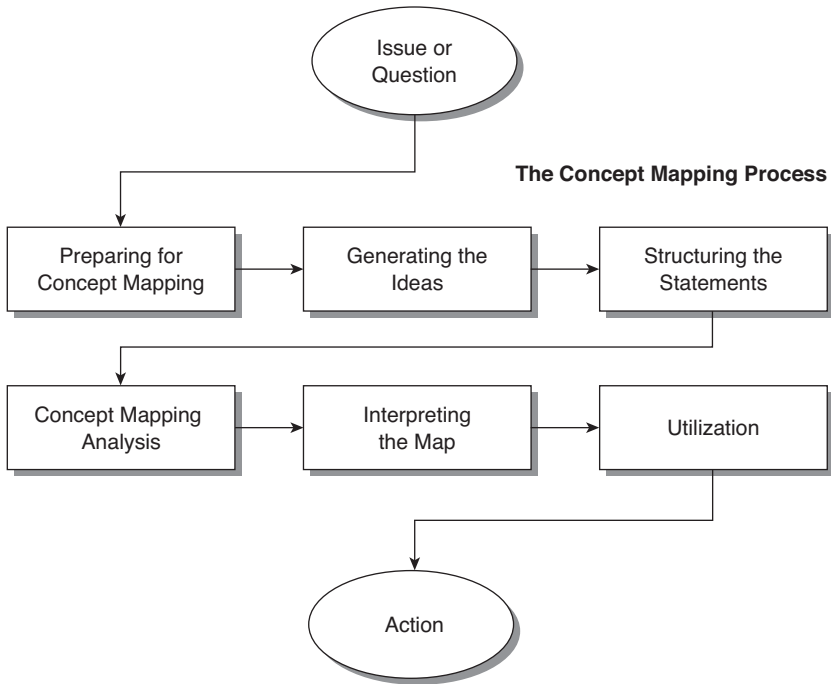 Issue or
Question
The Concept Mapping Process
Preparing for
Concept Mapping
Generating the
Ideas
Structuring the
Statements
Concept Mapping
Analysis
Interpreting
the Map
Utilization
Action